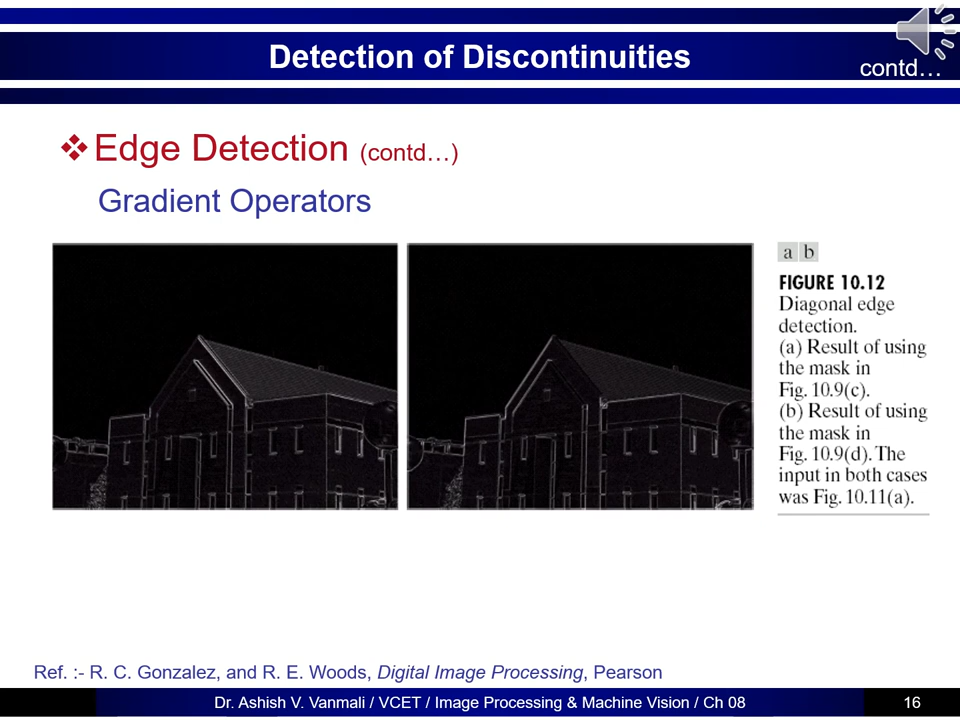 Detection of Discontinuities
contd…
❖Edge Detection (contd…)
Gradient Operators
a b
FIGURE 10.12
Diagonal edge
detection.
(a) Result of using
the mask in
Fig. 10.9(c).
(b) Result of using
the mask in
Fig. 10.9(d). The
input in both cases
was Fig. 10.11(a).
Ref. :- R. C. Gonzalez, and R. E. Woods, Digital Image Processing, Pearson
Dr. Ashish V. Vanmali / VCET / Image Processing & Machine Vision / Ch 08
16